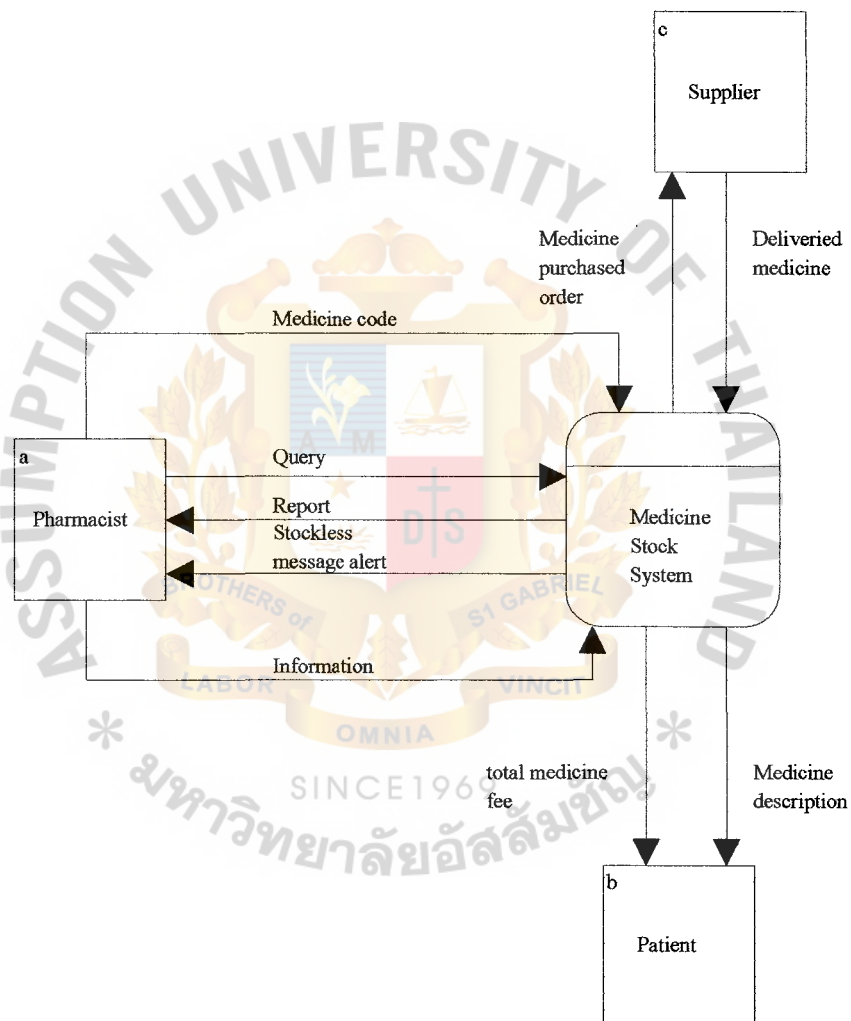 c
Supplier
Medicine
purchased
order
Deliveried
medicine
Medicine code
a
Pharmacist
Query
Report
Stockless
message alert
Information
Medicine
Stock
System
total medicine
fee
Medicine
description
b
Patient
ASSUMPTION UNIVERSITY OF THAILAND
A M
D S
BROTHERS of ST GABRIEL
LABOR
OMNIA
VINCIT
SINCE1969
มหาวิทยาลัยอัสสัมชัญ